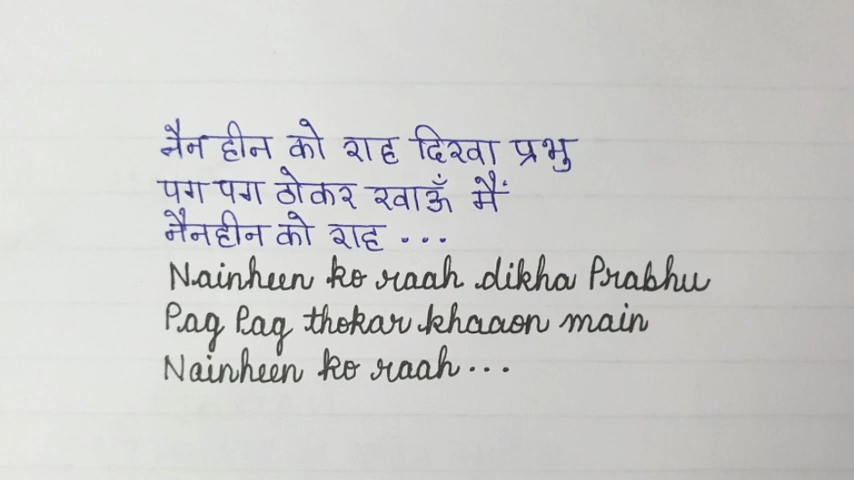 नैन हीन को राह दिखा प्रभु
पग पग ठोकर खाऊँ मैं
नैनहीन को राह ...
Nainheen ko raah dikha Prabhu
Pag Pag thokar khaaon main
Nainheen ko raah...